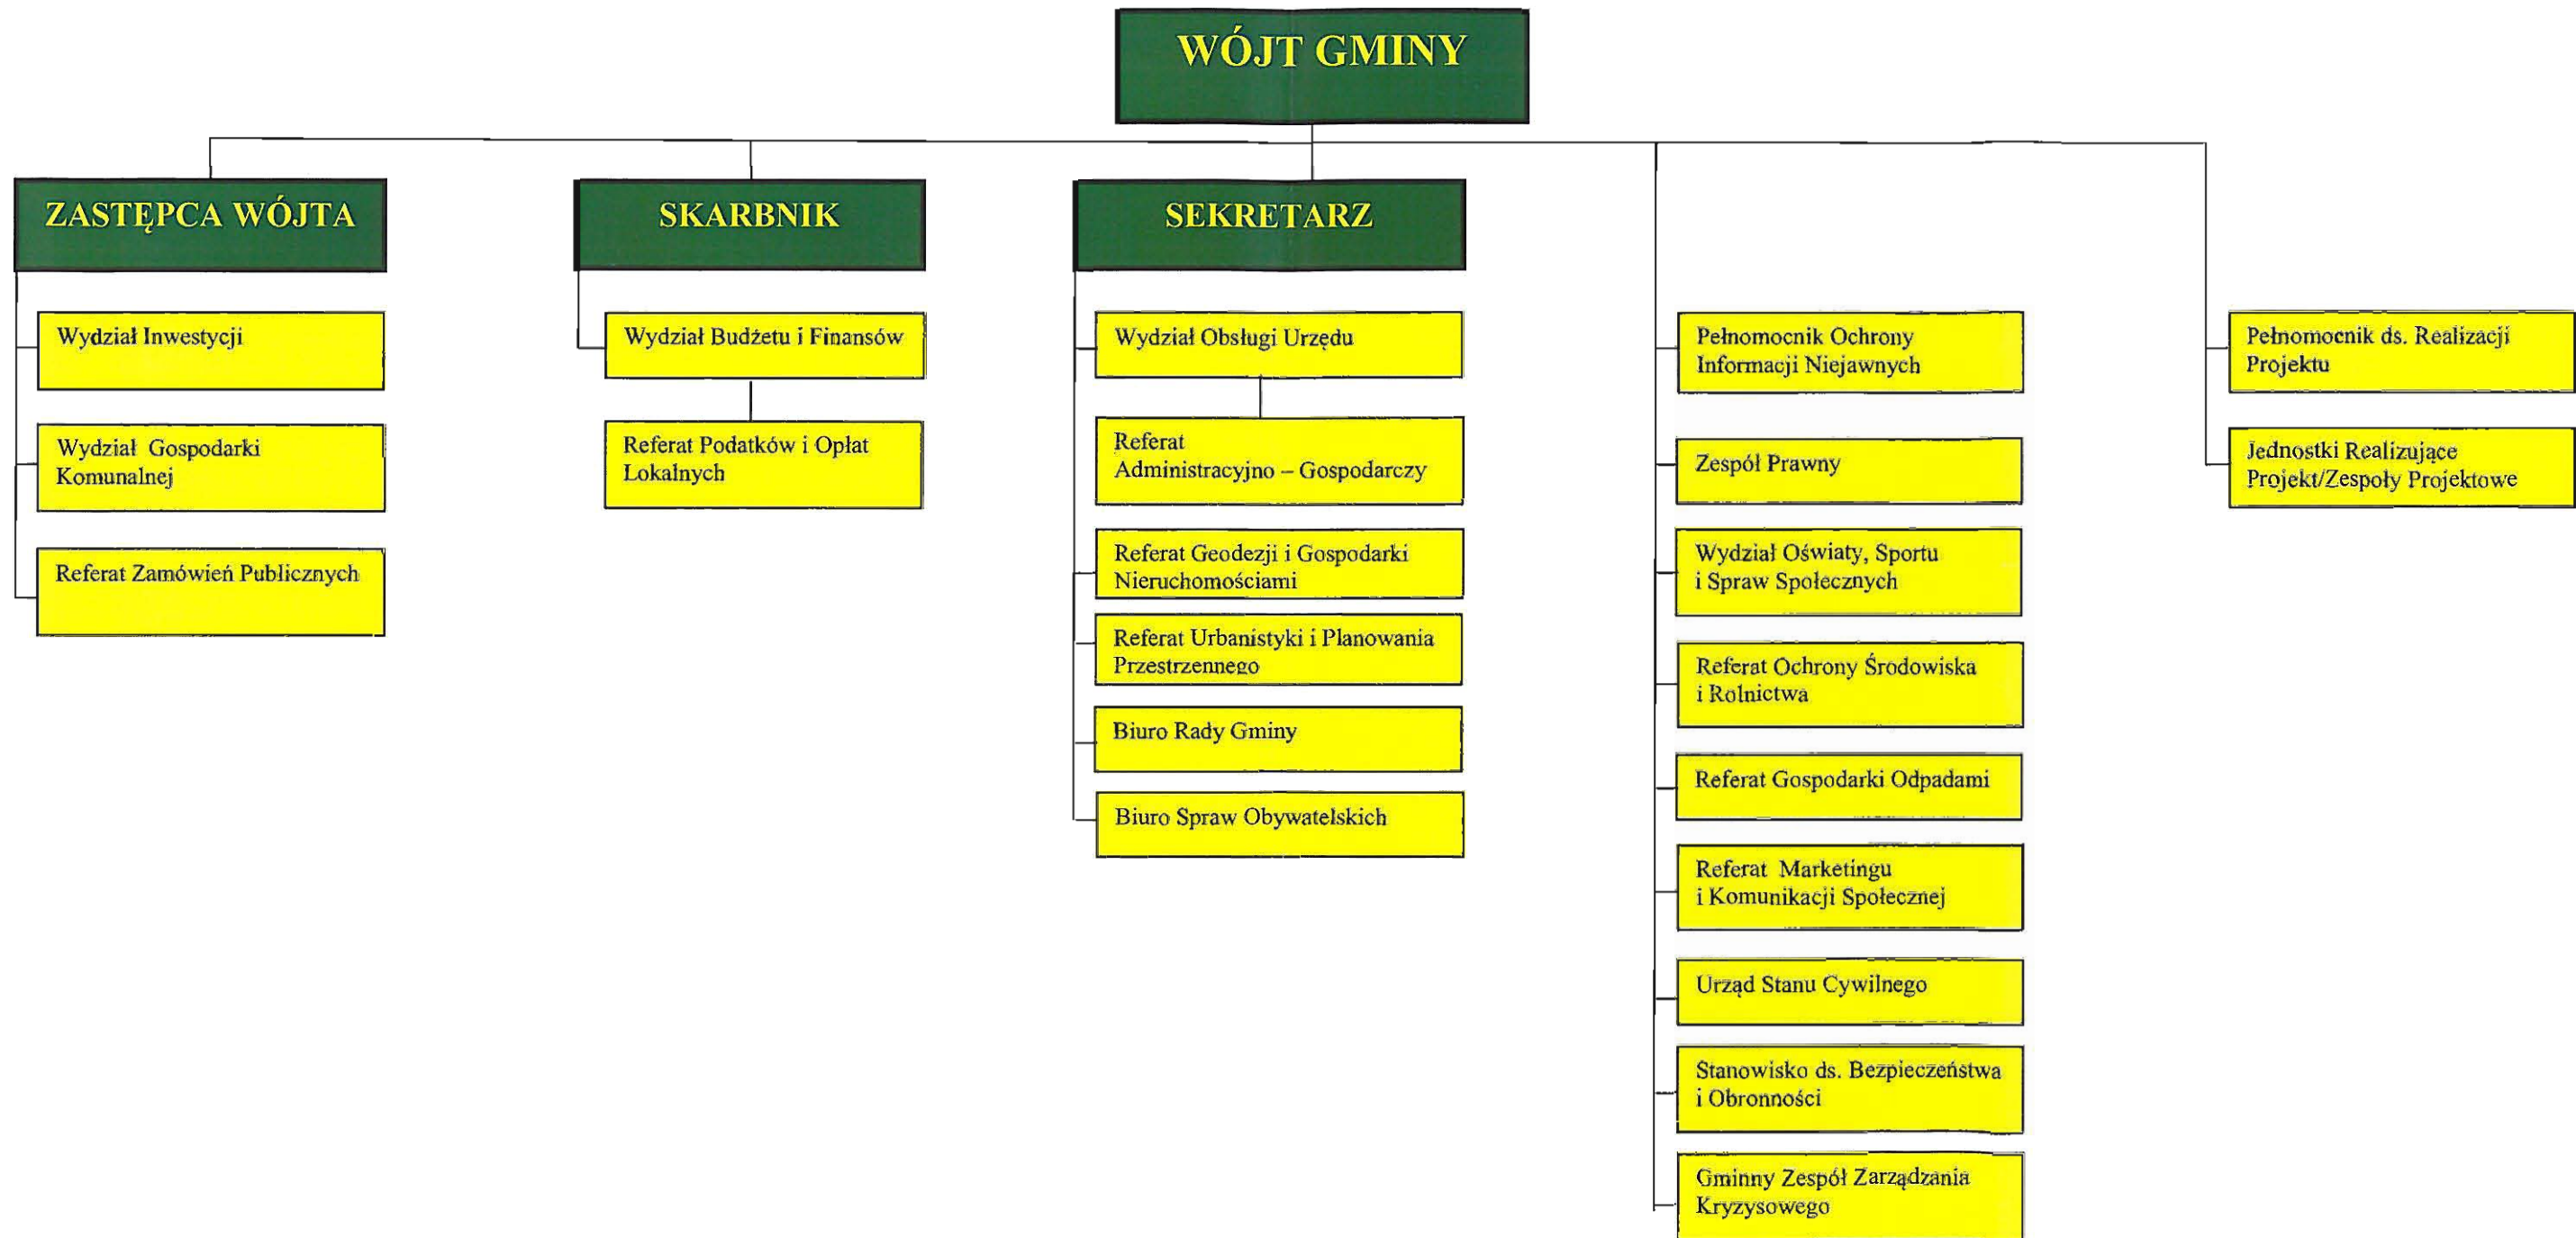 WÓJT GMINY
ZASTĘPCA WÓJTA
SKARBNIK
SEKRETARZ
Wydział Inwestycji
Wydział Gospodarki
Komunalnej
Referat Zamówień Publicznych
Wydział Budżetu i Finansów
Referat Podatków i Opłat
Lokalnych
Wydział Obsługi Urzędu
Referat
Administracyjno – Gospodarczy
Referat Geodezji i Gospodarki
Nieruchomościami
Referat Urbanistyki i Planowania
Przestrzennego
Biuro Rady Gminy
Biuro Spraw Obywatelskich
Pełnomocnik Ochrony
Informacji Niejawnych
Zespół Prawny
Wydział Oświaty, Sportu
i Spraw Społecznych
Referat Ochrony Środowiska
i Rolnictwa
Referat Gospodarki Odpadami
Referat Marketingu
i Komunikacji Społecznej
Urząd Stanu Cywilnego
Stanowisko ds. Bezpieczeństwa
i Obronności
Gminny Zespół Zarządzania
Kryzysowego
Pełnomocnik ds. Realizacji
Projektu
Jednostki Realizujące
Projekt/Zespoły Projektowe